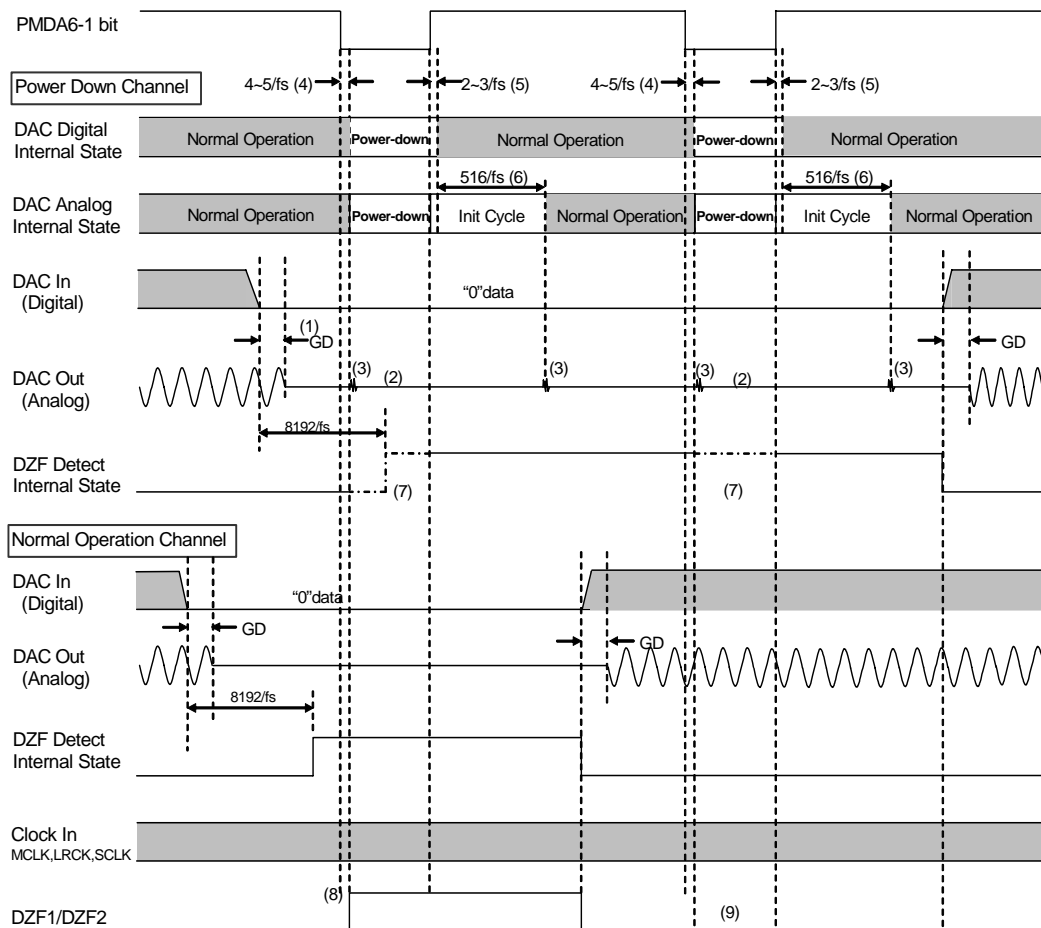 PMDA6-1 bit
4~5/fs (4)
2~3/fs (5)
4~5/fs (4)
2~3/fs (5)
Power Down Channel
DAC Digital
Internal State
Normal Operation
Power-down
Normal Operation
Power-down
Normal Operation
516/fs (6)
516/fs (6)
DAC Analog
Internal State
Normal Operation
Power-down
Init Cycle
Normal Operation
Power-down
Init Cycle
Normal Operation
DAC In
(Digital)
“0”data
(1)
GD
GD
DAC Out
(Analog)
(3)
(2)
(3)
(3)
(2)
(3)
8192/fs
DZF Detect
Internal State
(7)
(7)
Normal Operation Channel
DAC In
(Digital)
“0”data
GD
GD
DAC Out
(Analog)
8192/fs
DZF Detect
Internal State
Clock In
MCLK,LRCK,SCLK
(8)
DZF1/DZF2
(9)